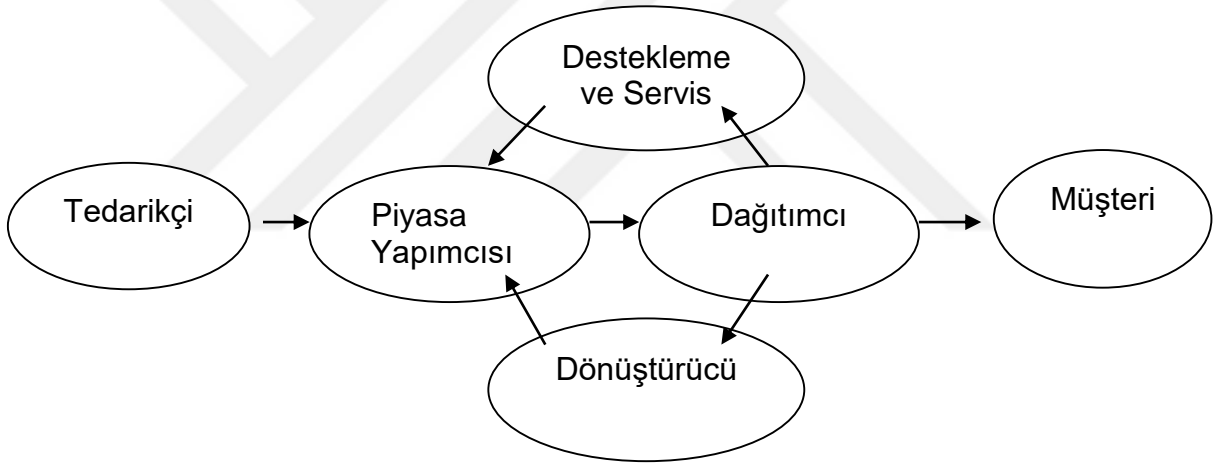 Destekleme
ve Servis
Tedarikçi
Piyasa
Yapımcısı
Dağıtımcı
Müşteri
Dönüştürücü